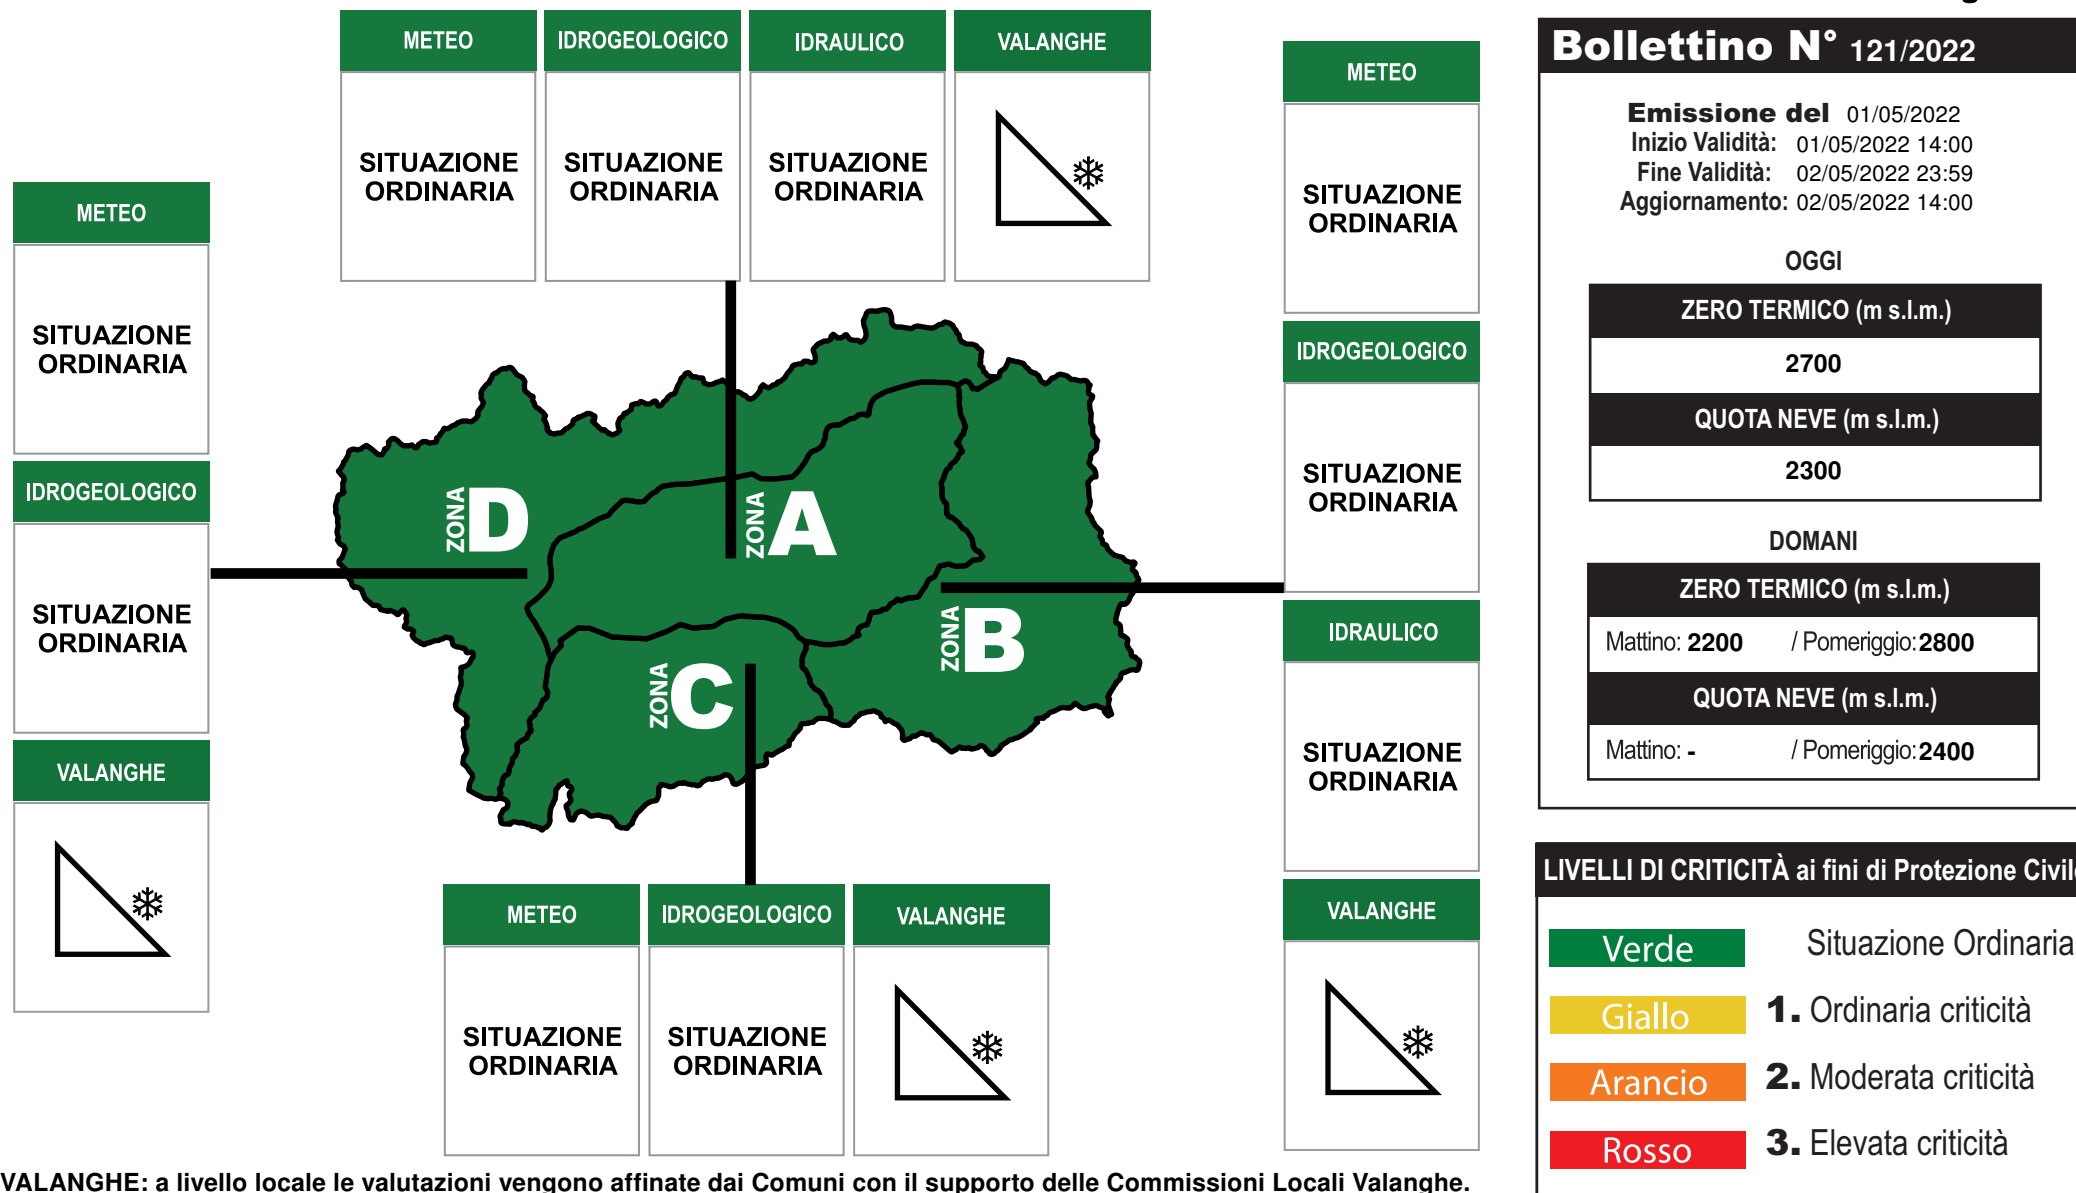 METEO
IDROGEOLOGICO
IDRAULICO
VALANGHE
SITUAZIONE
ORDINARIA
SITUAZIONE
ORDINARIA
SITUAZIONE
ORDINARIA
METEO
SITUAZIONE
ORDINARIA
IDROGEOLOGICO
SITUAZIONE
ORDINARIA
VALANGHE
ZONA D
ZONA A
ZONA B
ZONA C
METEO
SITUAZIONE
ORDINARIA
IDROGEOLOGICO
SITUAZIONE
ORDINARIA
IDRAULICO
SITUAZIONE
ORDINARIA
VALANGHE
METEO
IDROGEOLOGICO
VALANGHE
SITUAZIONE
ORDINARIA
SITUAZIONE
ORDINARIA
VALANGHE: a livello locale le valutazioni vengono affinate dai Comuni con il supporto delle Commissioni Locali Valanghe.
Bollettino N° 121/2022
Emissione del 01/05/2022
Inizio Validità: 01/05/2022 14:00
Fine Validità: 02/05/2022 23:59
Aggiornamento: 02/05/2022 14:00
OGGI
ZERO TERMICO (m s.l.m.)
2700
QUOTA NEVE (m s.l.m.)
2300
DOMANI
ZERO TERMICO (m s.l.m.)
Mattino: 2200 / Pomeriggio: 2800
QUOTA NEVE (m s.l.m.)
Mattino: - / Pomeriggio: 2400
LIVELLI DI CRITICITÀ ai fini di Protezione Civile
Verde Situazione Ordinaria
Giallo 1. Ordinaria criticità
Arancio 2. Moderata criticità
Rosso 3. Elevata criticità